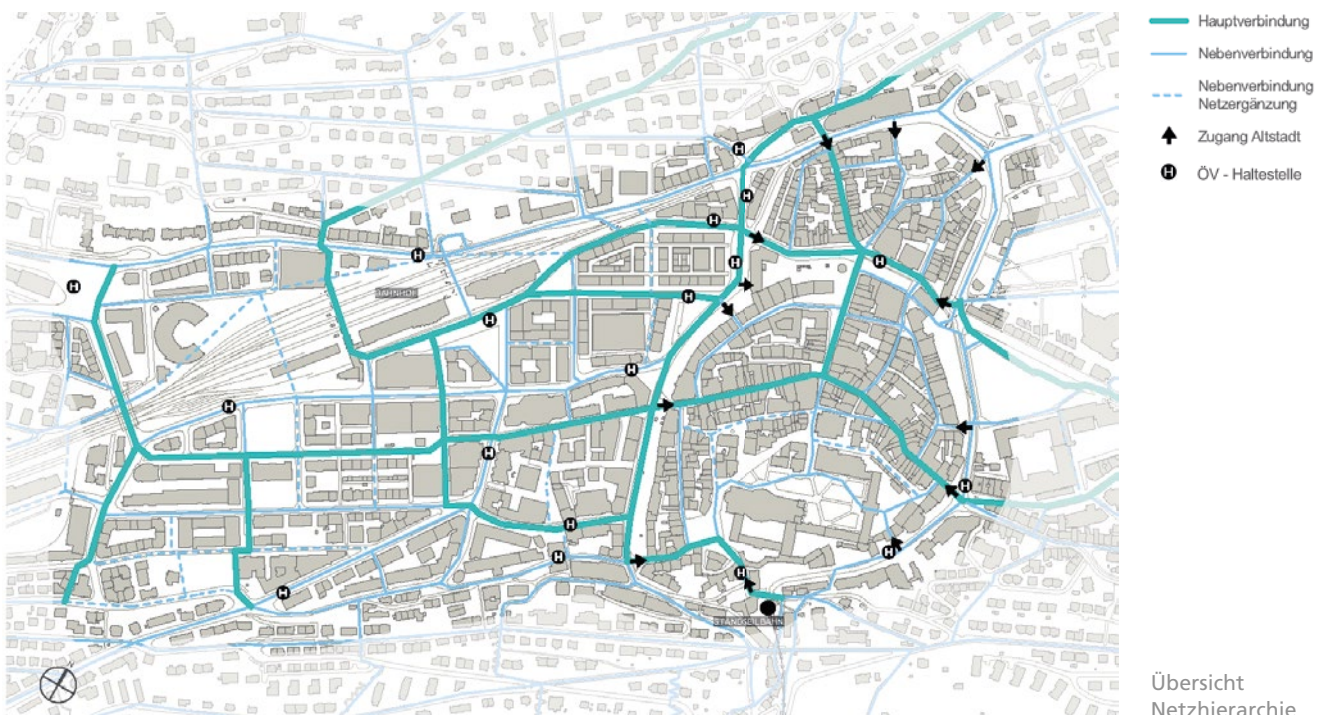 Hauptverbindung
Nebenverbindung
Nebenverbindung
Netzergänzung
Zugang Altstadt
H ÖV - Haltestelle
BAHNHOF
STANDSEILBAHN
Übersicht
Netzhierarchie